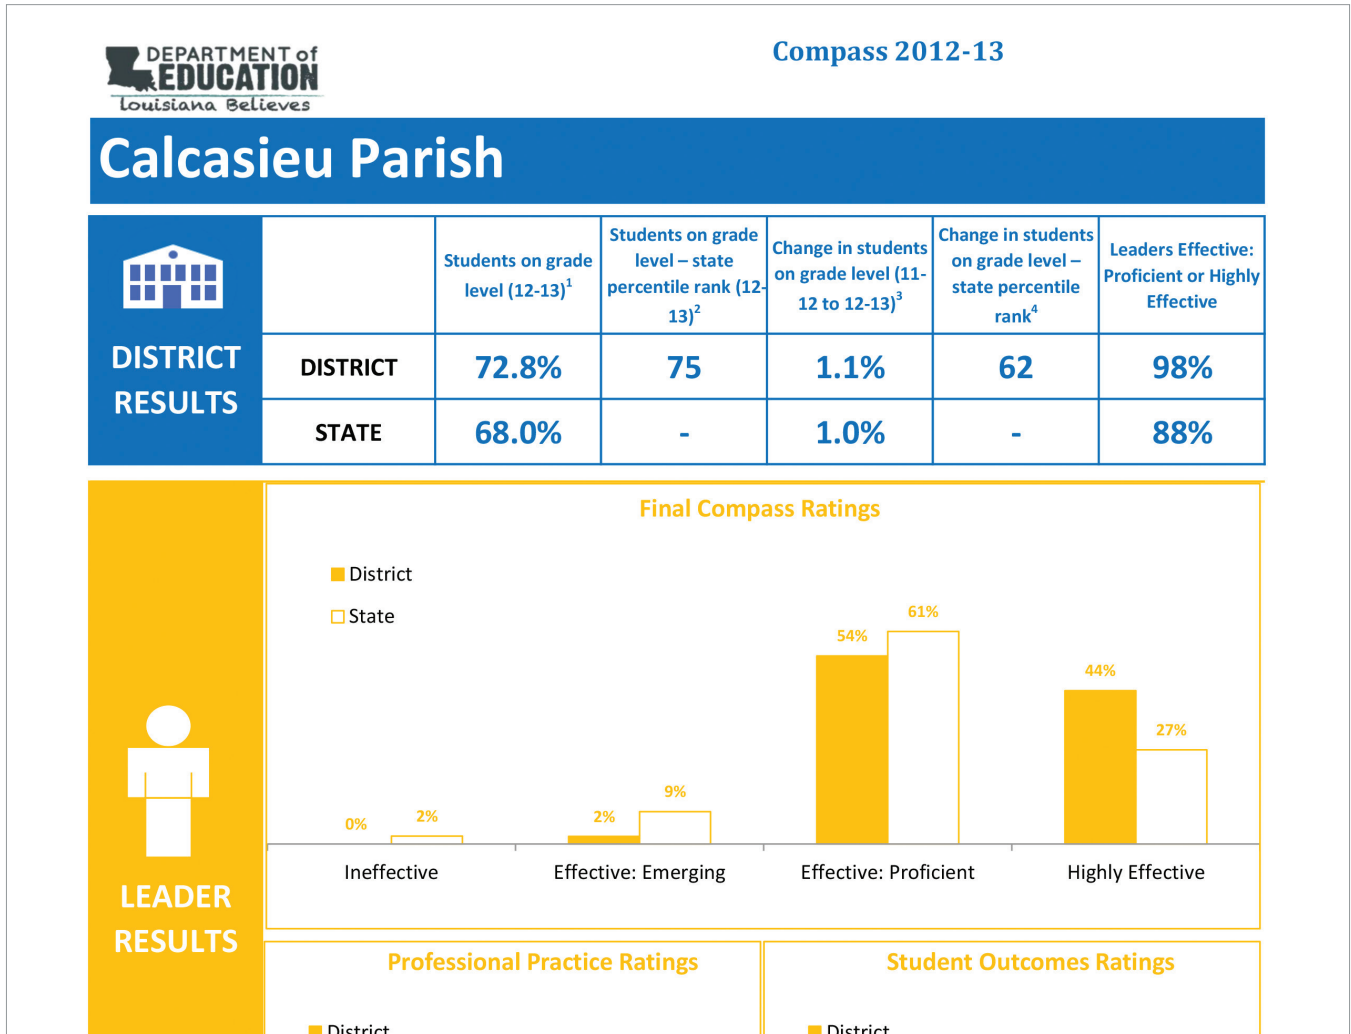 DEPARTMENT of
EDUCATION
Louisiana Believes
Compass 2012-13
Calcasieu Parish
DISTRICT
RESULTS
Students on grade
level (12-13)1
Students on grade
level – state
percentile rank (12-
13)2
Change in students
on grade level (11-
12 to 12-13)3
Change in students
on grade level –
state percentile
rank4
Leaders Effective:
Proficient or Highly
Effective
DISTRICT 72.8% 75 1.1% 62 98%
STATE 68.0% - 1.0% - 88%
Final Compass Ratings
District
State
0% 2% 2% 9% 54% 61% 44% 27%
Ineffective Effective: Emerging Effective: Proficient Highly Effective
LEADER
RESULTS
Professional Practice Ratings
District
Student Outcomes Ratings
District